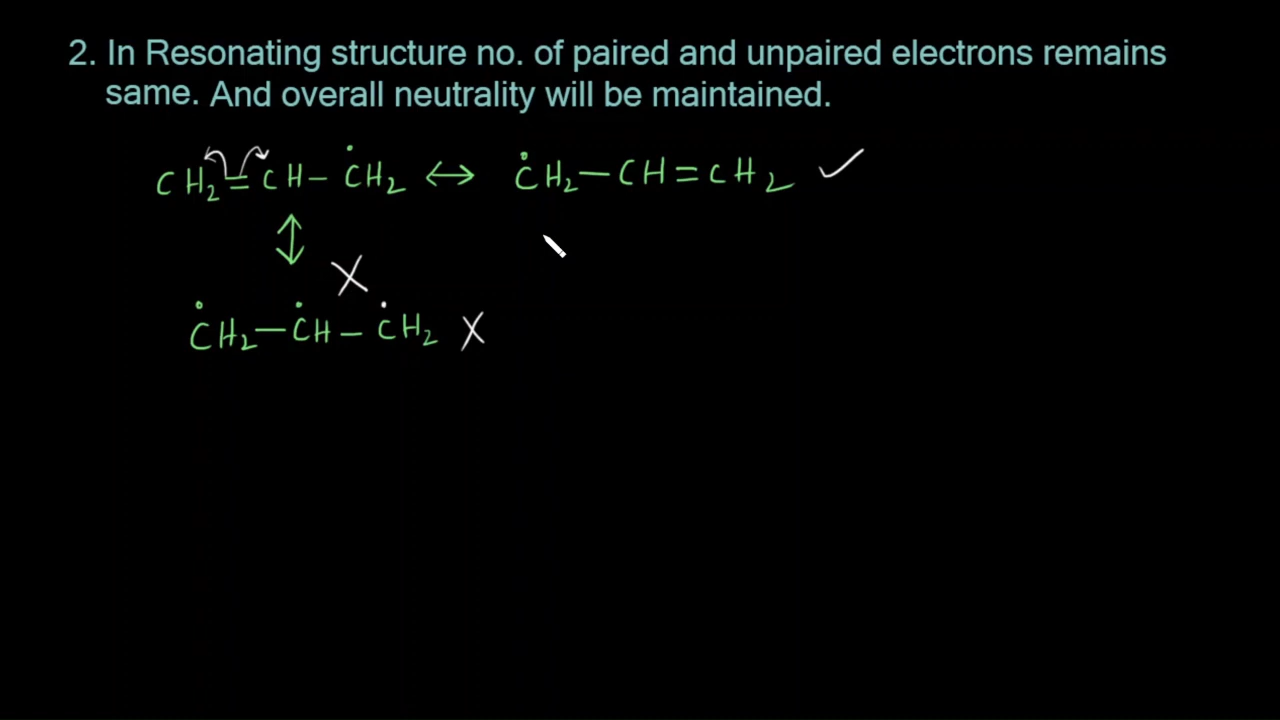 2. In Resonating structure no. of paired and unpaired electrons remains
same. And overall neutrality will be maintained.
CH₂=CH–ĊH₂ ↔ ĊH₂–CH=CH₂ ✓
↕
X
ĊH₂–ĊH–ĊH₂ X